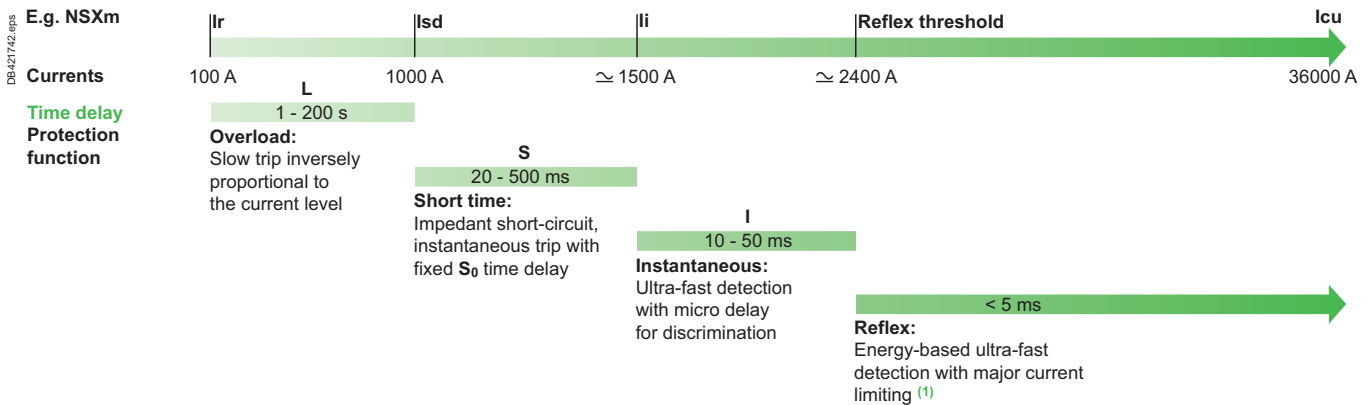 DB421742.eps
E.g. NSXm
Ir
Isd
Ii
Reflex threshold
Icu
Currents
100 A
1000 A
≃ 1500 A
≃ 2400 A
36000 A
Time delay
Protection
function
L
1 - 200 s
Overload:
Slow trip inversely
proportional to
the current level
S
20 - 500 ms
Short time:
Impedant short-circuit,
instantaneous trip with
fixed S₀ time delay
I
10 - 50 ms
Instantaneous:
Ultra-fast detection
with micro delay
for discrimination
< 5 ms
Reflex:
Energy-based ultra-fast
detection with major current
limiting (1)